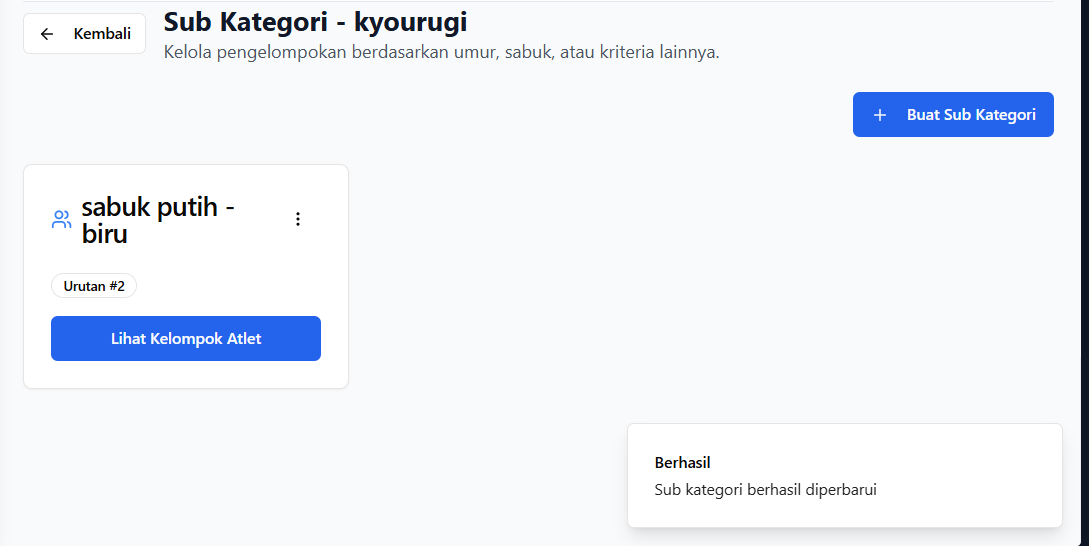 Kembali
Sub Kategori - kyourugi
Kelola pengelompokan berdasarkan umur, sabuk, atau kriteria lainnya.
Buat Sub Kategori
sabuk putih -
biru
Urutan #2
Lihat Kelompok Atlet
Berhasil
Sub kategori berhasil diperbarui